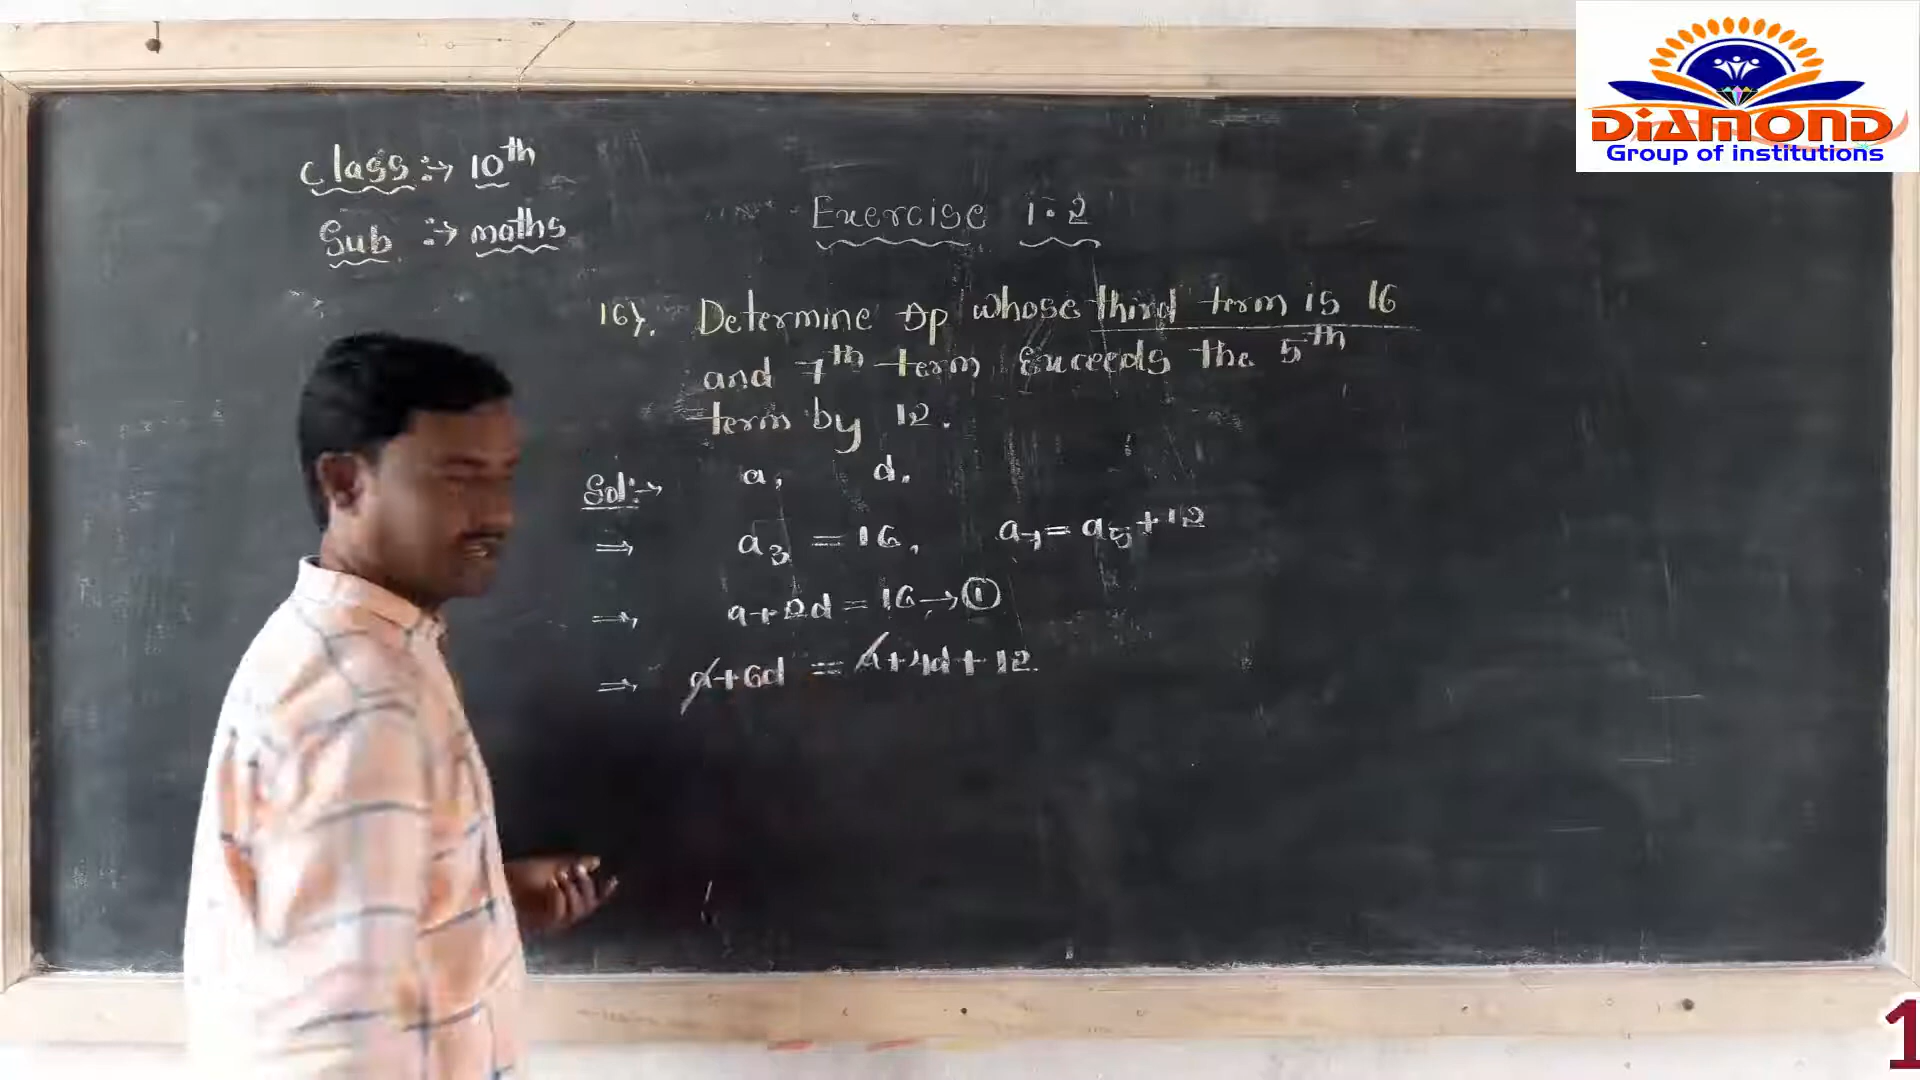 DIAMOND
Group of institutions
class :→ 10th
Sub :→ maths
Exercise 1.2
16}. Determine Ap whose third term is 16
and 7th term Exceeds the 5th
term by 12.
Sol:→ a, d.
⇒ a3 = 16, a7 = a5 + 12
⇒ a+2d = 16 → ①
⇒ a+6d = a+4d+12.
1